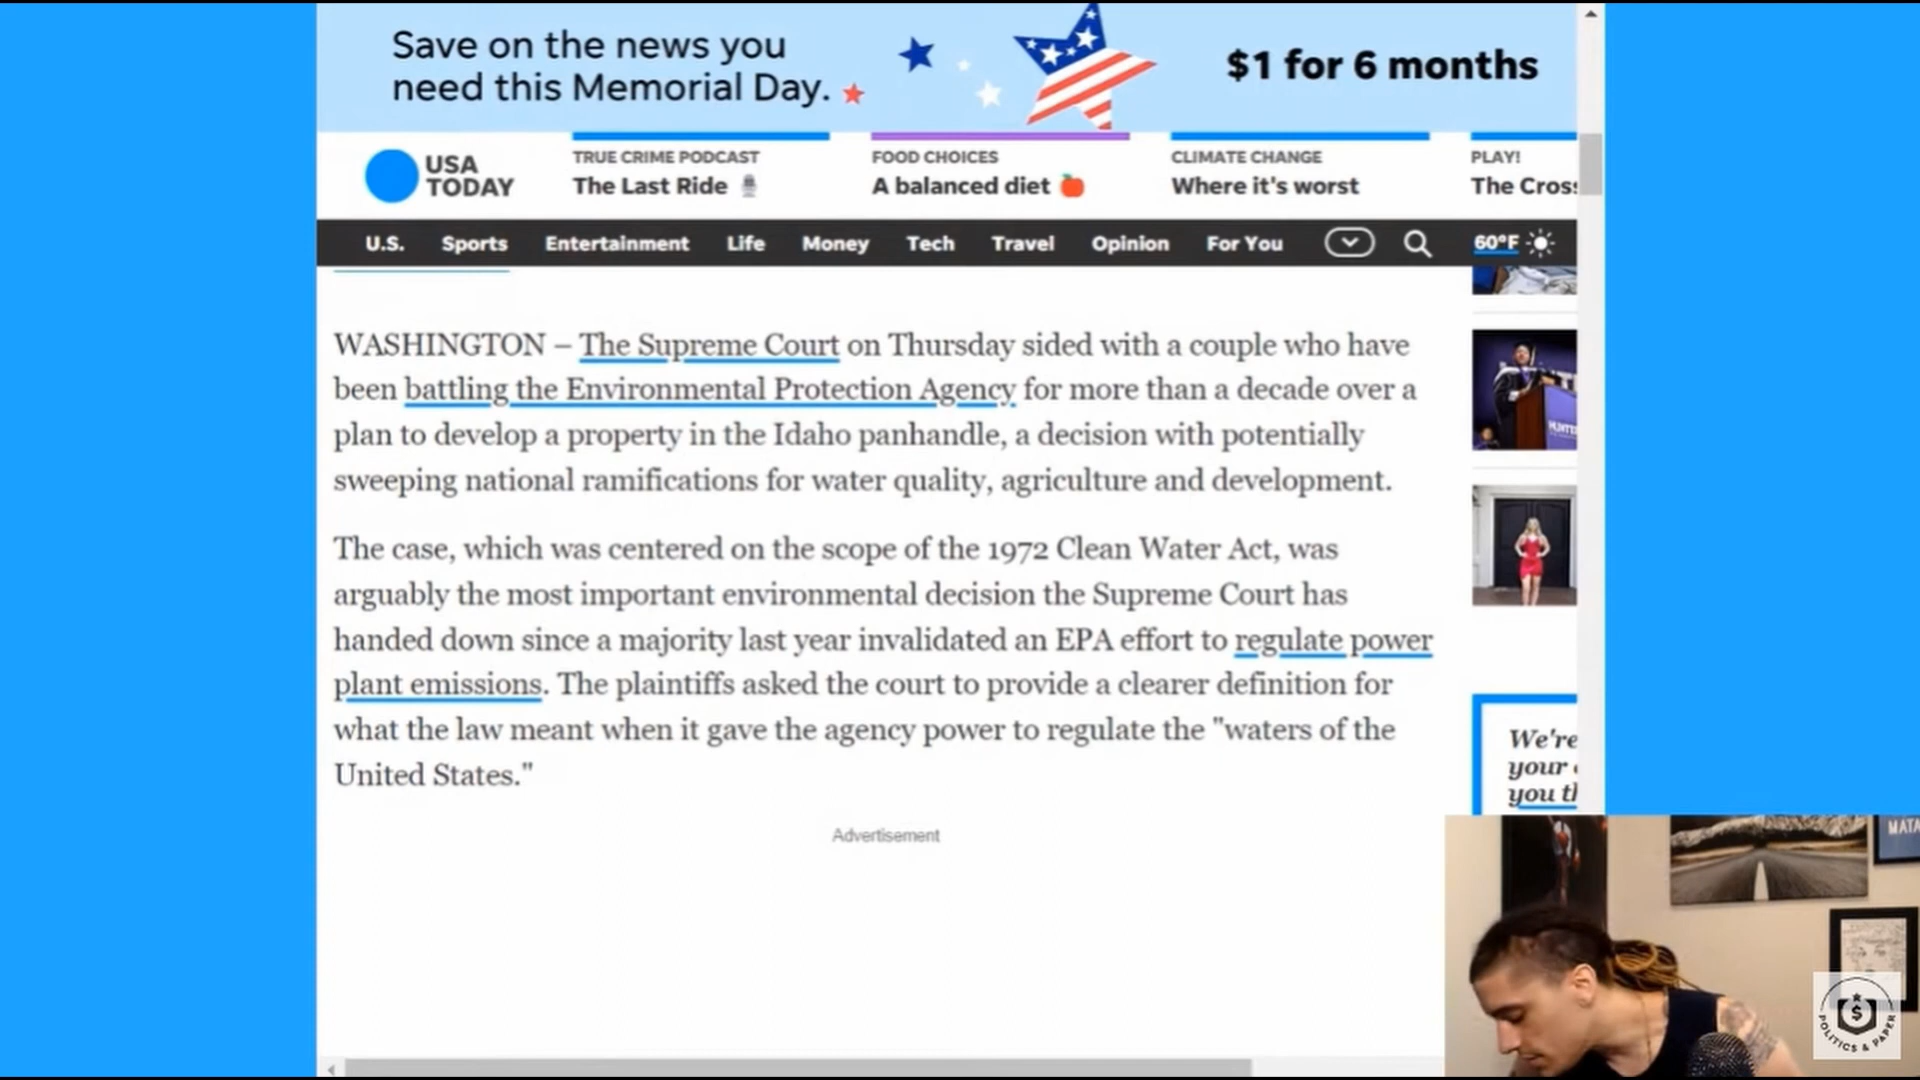 Save on the news you
need this Memorial Day.
$1 for 6 months
USA
TODAY
TRUE CRIME PODCAST
The Last Ride
FOOD CHOICES
A balanced diet
CLIMATE CHANGE
Where it's worst
PLAY!
The Cross
U.S. Sports Entertainment Life Money Tech Travel Opinion For You 60°F
WASHINGTON – The Supreme Court on Thursday sided with a couple who have
been battling the Environmental Protection Agency for more than a decade over a
plan to develop a property in the Idaho panhandle, a decision with potentially
sweeping national ramifications for water quality, agriculture and development.
The case, which was centered on the scope of the 1972 Clean Water Act, was
arguably the most important environmental decision the Supreme Court has
handed down since a majority last year invalidated an EPA effort to regulate power
plant emissions. The plaintiffs asked the court to provide a clearer definition for
what the law meant when it gave the agency power to regulate the "waters of the
United States."
Advertisement
We're
your
you
MATA
POLITICS & PAPER
$